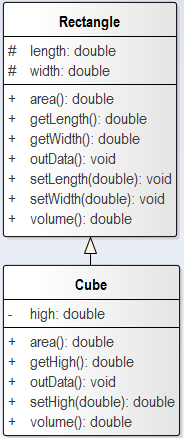 Rectangle
# length: double
# width: double
+ area(): double
+ getLength(): double
+ getWidth(): double
+ outData(): void
+ setLength(double): void
+ setWidth(double): void
+ volume(): double
Cube
- high: double
+ area(): double
+ getHigh(): double
+ outData(): void
+ setHigh(double): double
+ volume(): double